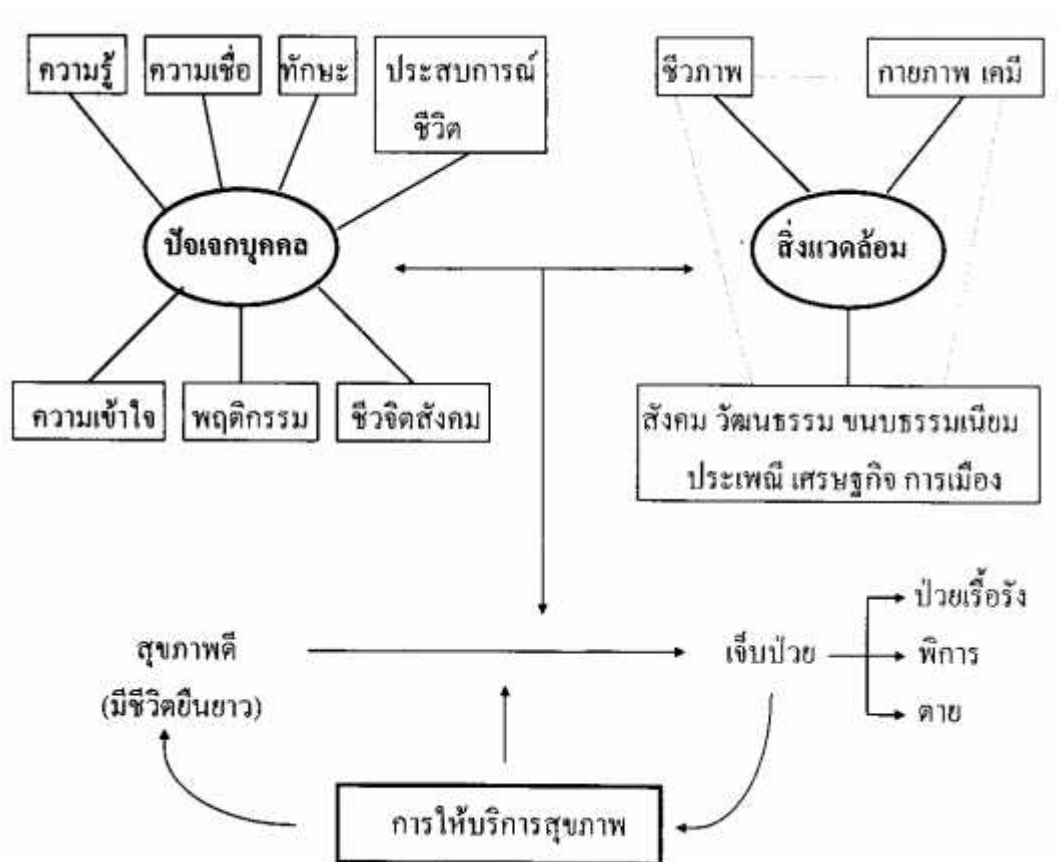 ความรู้
ความเชื่อ
ทักษะ
ประสบการณ์
ชีวิต
ชีวภาพ
กายภาพ เคมี
ปัจเจกบุคคล
สิ่งแวดล้อม
ความเข้าใจ
พฤติกรรม
ชีวจิตสังคม
สังคม วัฒนธรรม ขนบธรรมเนียม
ประเพณี เศรษฐกิจ การเมือง
สุขภาพดี
(มีชีวิตยืนยาว)
เจ็บป่วย
ป่วยเรื้อรัง
พิการ
ตาย
การให้บริการสุขภาพ